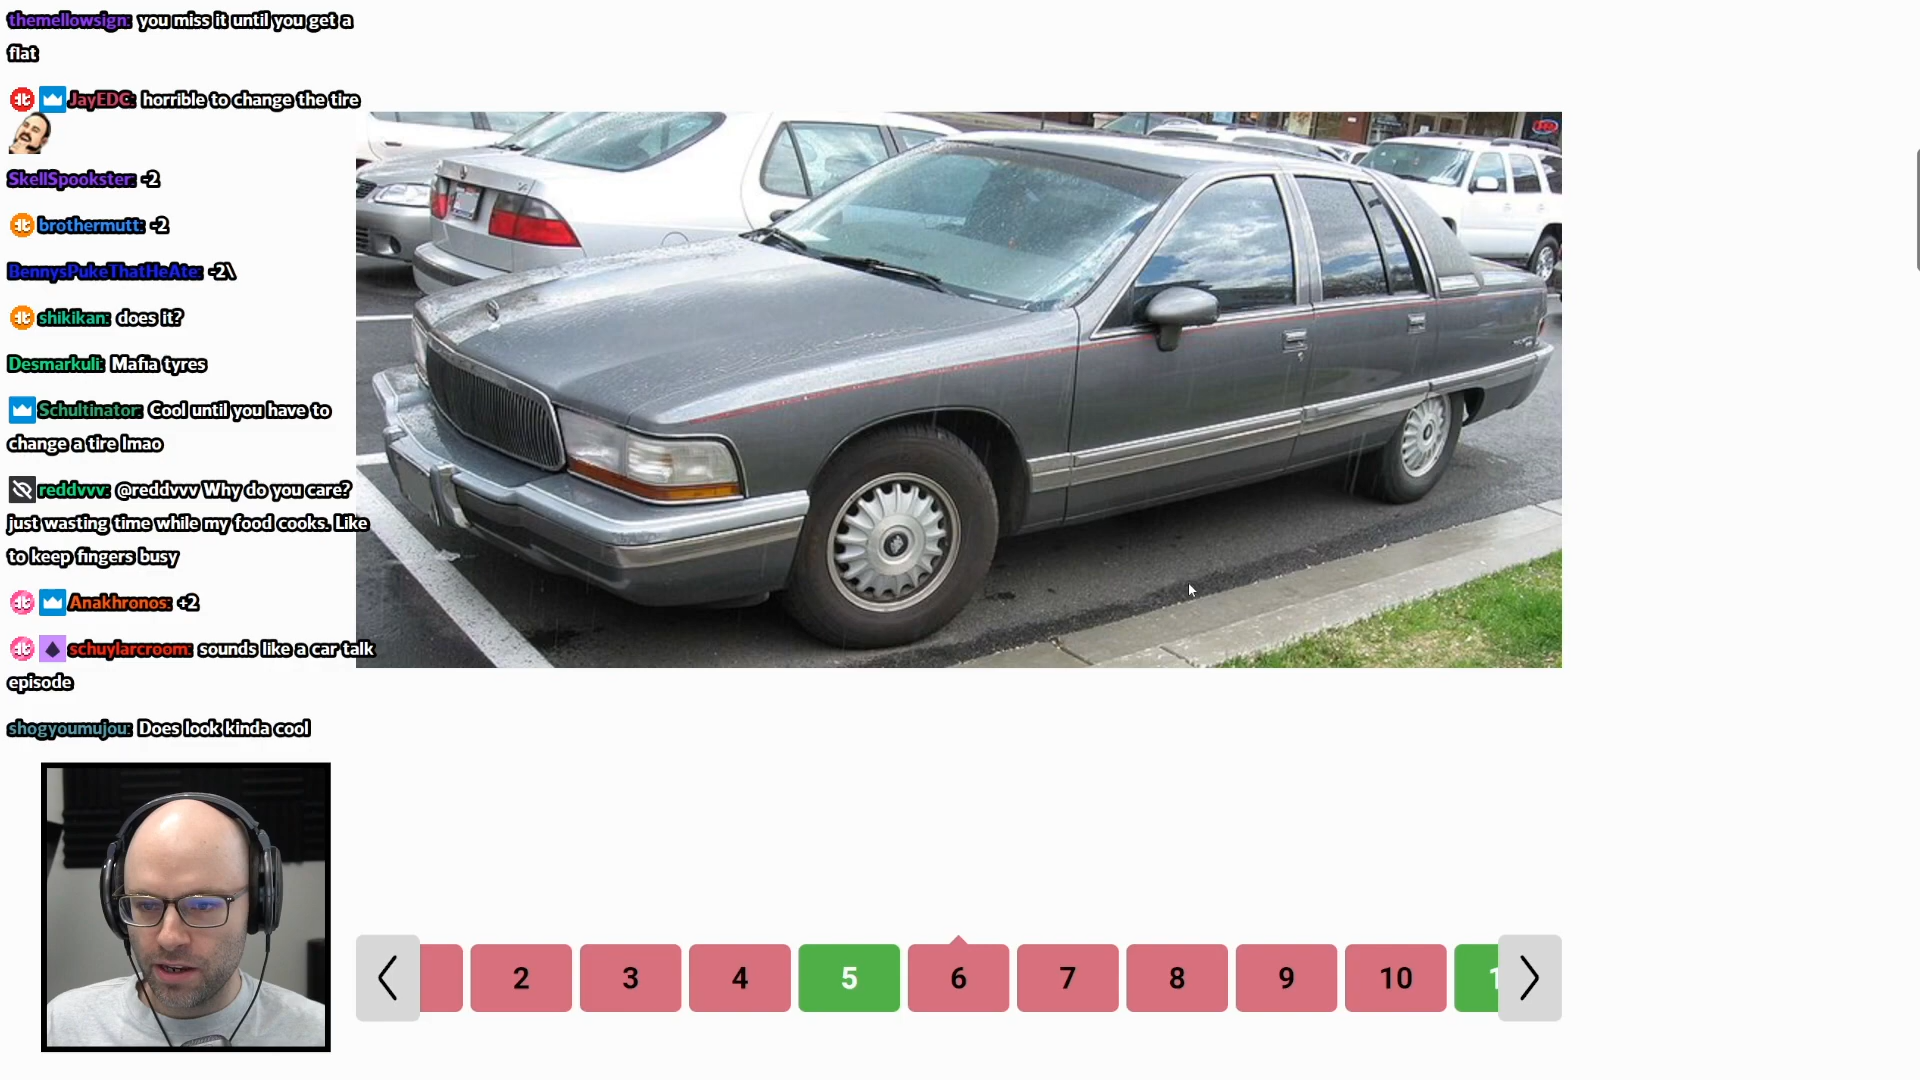 themellowsign: you miss it until you get a
flat
JayEDC: horrible to change the tire
SkellSpookster: -2
brothermutt: -2
BennysPukeThatHeAte: -2\
shikikan: does it?
Desmarkuli: Mafia tyres
Schultinator: Cool until you have to
change a tire lmao
reddvvv: @reddvvv Why do you care?
just wasting time while my food cooks. Like
to keep fingers busy
Anakhronos: +2
schuylarcroom: sounds like a car talk
episode
shogyoumujou: Does look kinda cool
2 3 4 5 6 7 8 9 10